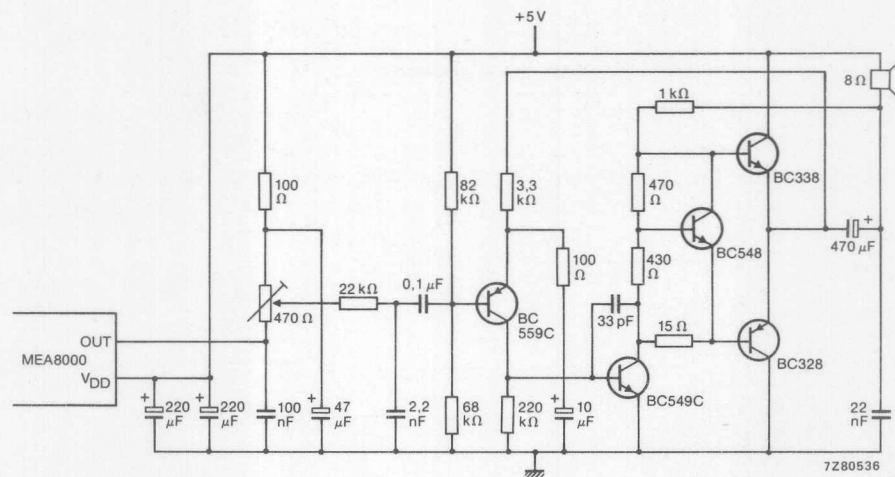 +5V
8Ω
1 kΩ
BC338
100
Ω
82
kΩ
3,3
kΩ
470
Ω
+
470 μF
BC548
100
Ω
430
Ω
22 kΩ
0,1 μF
470 Ω
BC
559C
33 pF
15 Ω
BC328
OUT
MEA8000
VDD
BC549C
+
220
μF
+
220
μF
100
nF
+
47
μF
2,2
nF
68
kΩ
220
kΩ
+
10
μF
22
nF
7Z80536